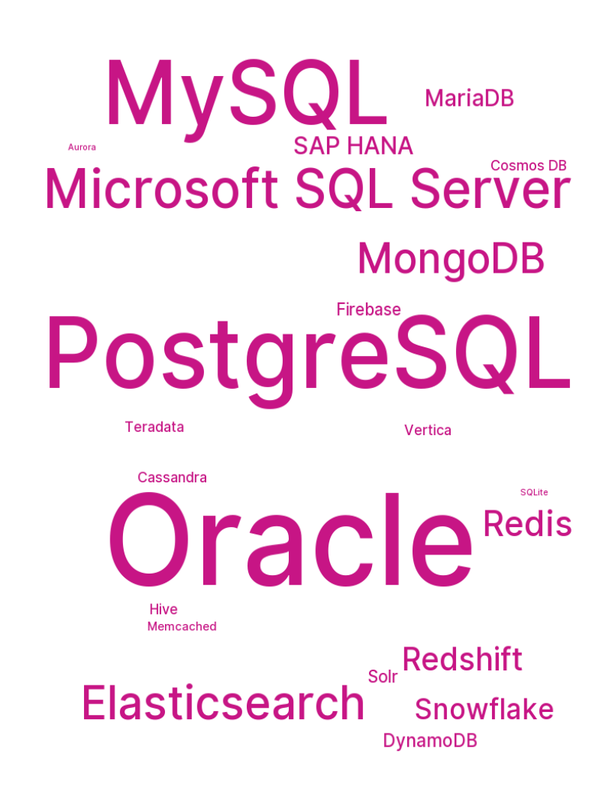 MySQL
MariaDB
SAP HANA
Aurora
Cosmos DB
Microsoft SQL Server
MongoDB
Firebase
PostgreSQL
Teradata
Vertica
Cassandra
SQLite
Oracle
Redis
Hive
Memcached
Redshift
Solr
Elasticsearch
Snowflake
DynamoDB